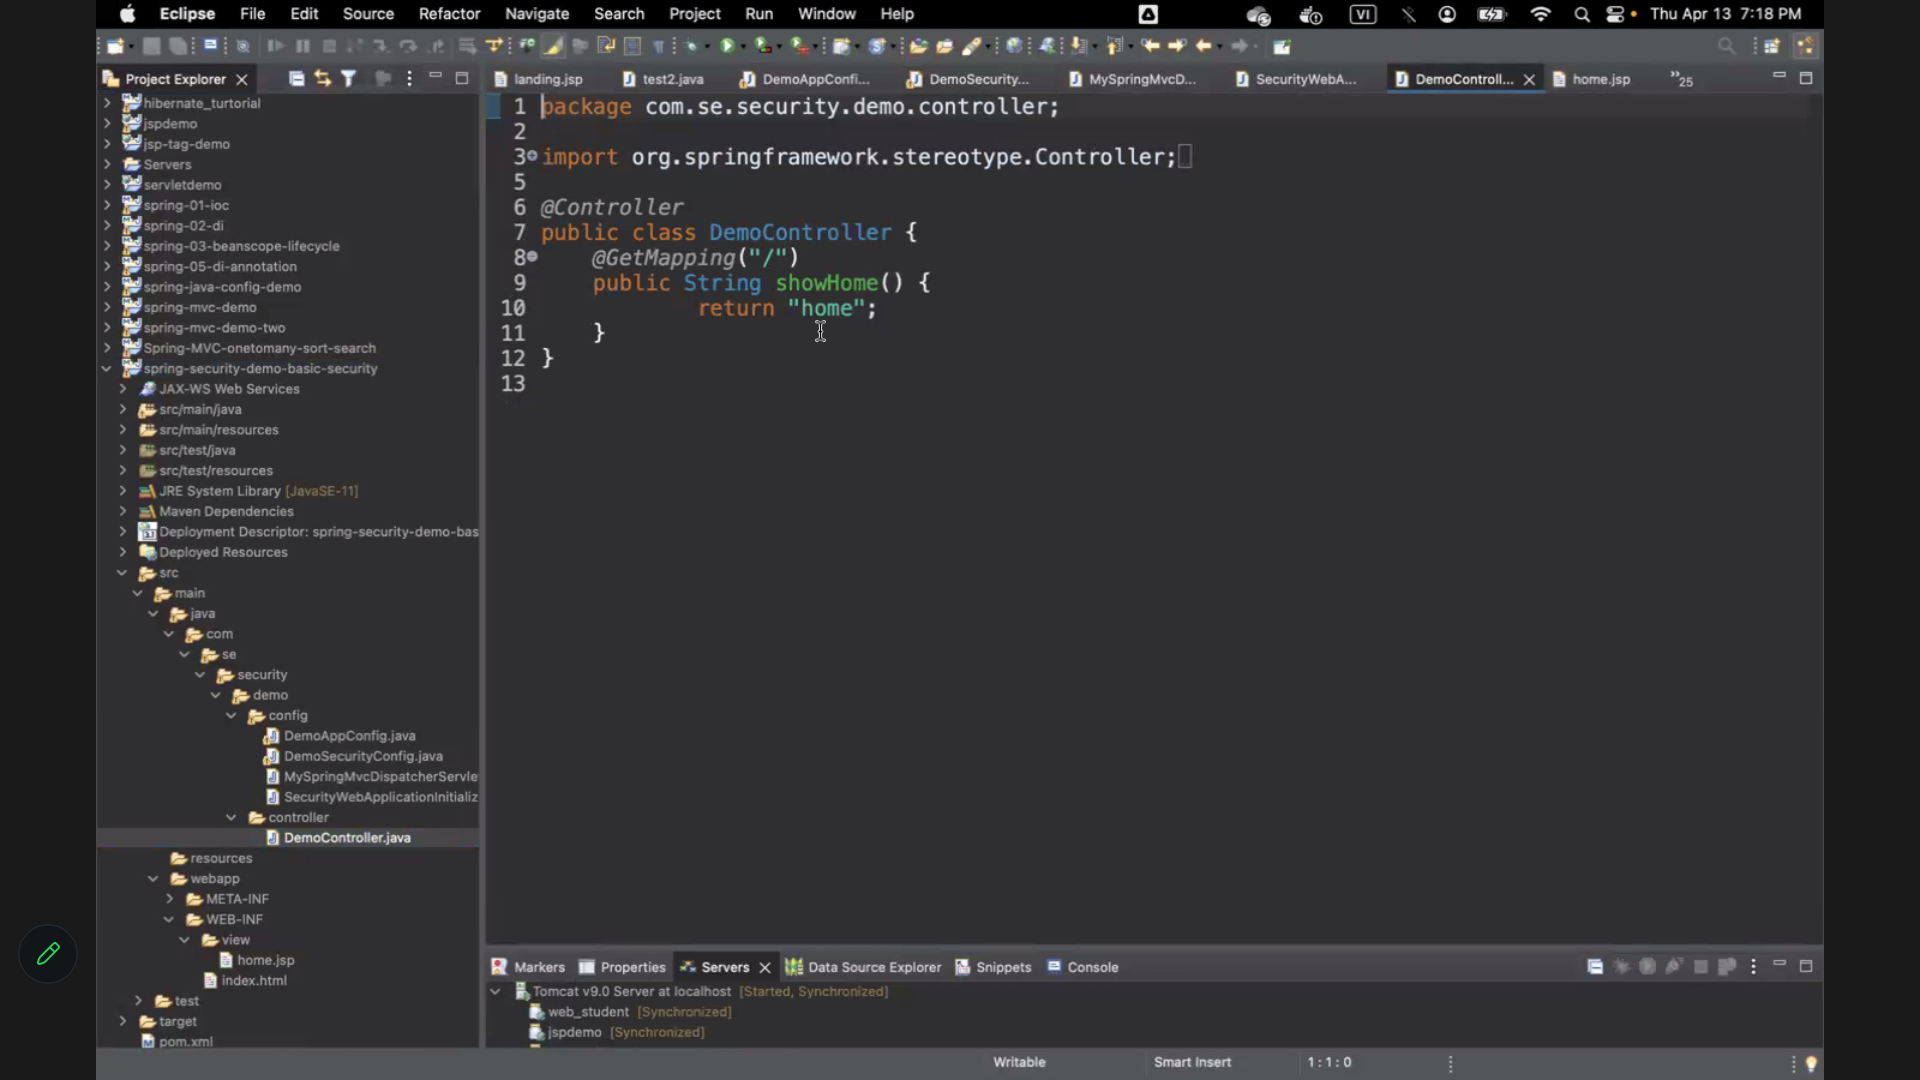 Eclipse File Edit Source Refactor Navigate Search Project Run Window Help VI Thu Apr 13 7:18 PM
Project Explorer
landing.jsp test2.java DemoAppConfi... DemoSecurity... MySpringMvcD... SecurityWebA... DemoControll... home.jsp »25
hibernate_turtorial
jspdemo
jsp-tag-demo
Servers
servletdemo
spring-01-ioc
spring-02-di
spring-03-beanscope-lifecycle
spring-05-di-annotation
spring-java-config-demo
spring-mvc-demo
spring-mvc-demo-two
Spring-MVC-onetomany-sort-search
spring-security-demo-basic-security
JAX-WS Web Services
src/main/java
src/main/resources
src/test/java
src/test/resources
JRE System Library [JavaSE-11]
Maven Dependencies
Deployment Descriptor: spring-security-demo-bas
Deployed Resources
src
main
java
com
se
security
demo
config
DemoAppConfig.java
DemoSecurityConfig.java
MySpringMvcDispatcherServle
SecurityWebApplicationInitializ
controller
DemoController.java
resources
webapp
META-INF
WEB-INF
view
home.jsp
index.html
test
target
pom.xml
1 package com.se.security.demo.controller;
2
3 import org.springframework.stereotype.Controller;
5
6 @Controller
7 public class DemoController {
8 @GetMapping("/")
9 public String showHome() {
10 return "home";
11 }
12 }
13
Markers Properties Servers Data Source Explorer Snippets Console
Tomcat v9.0 Server at localhost [Started, Synchronized]
web_student [Synchronized]
jspdemo [Synchronized]
Writable Smart Insert 1:1:0